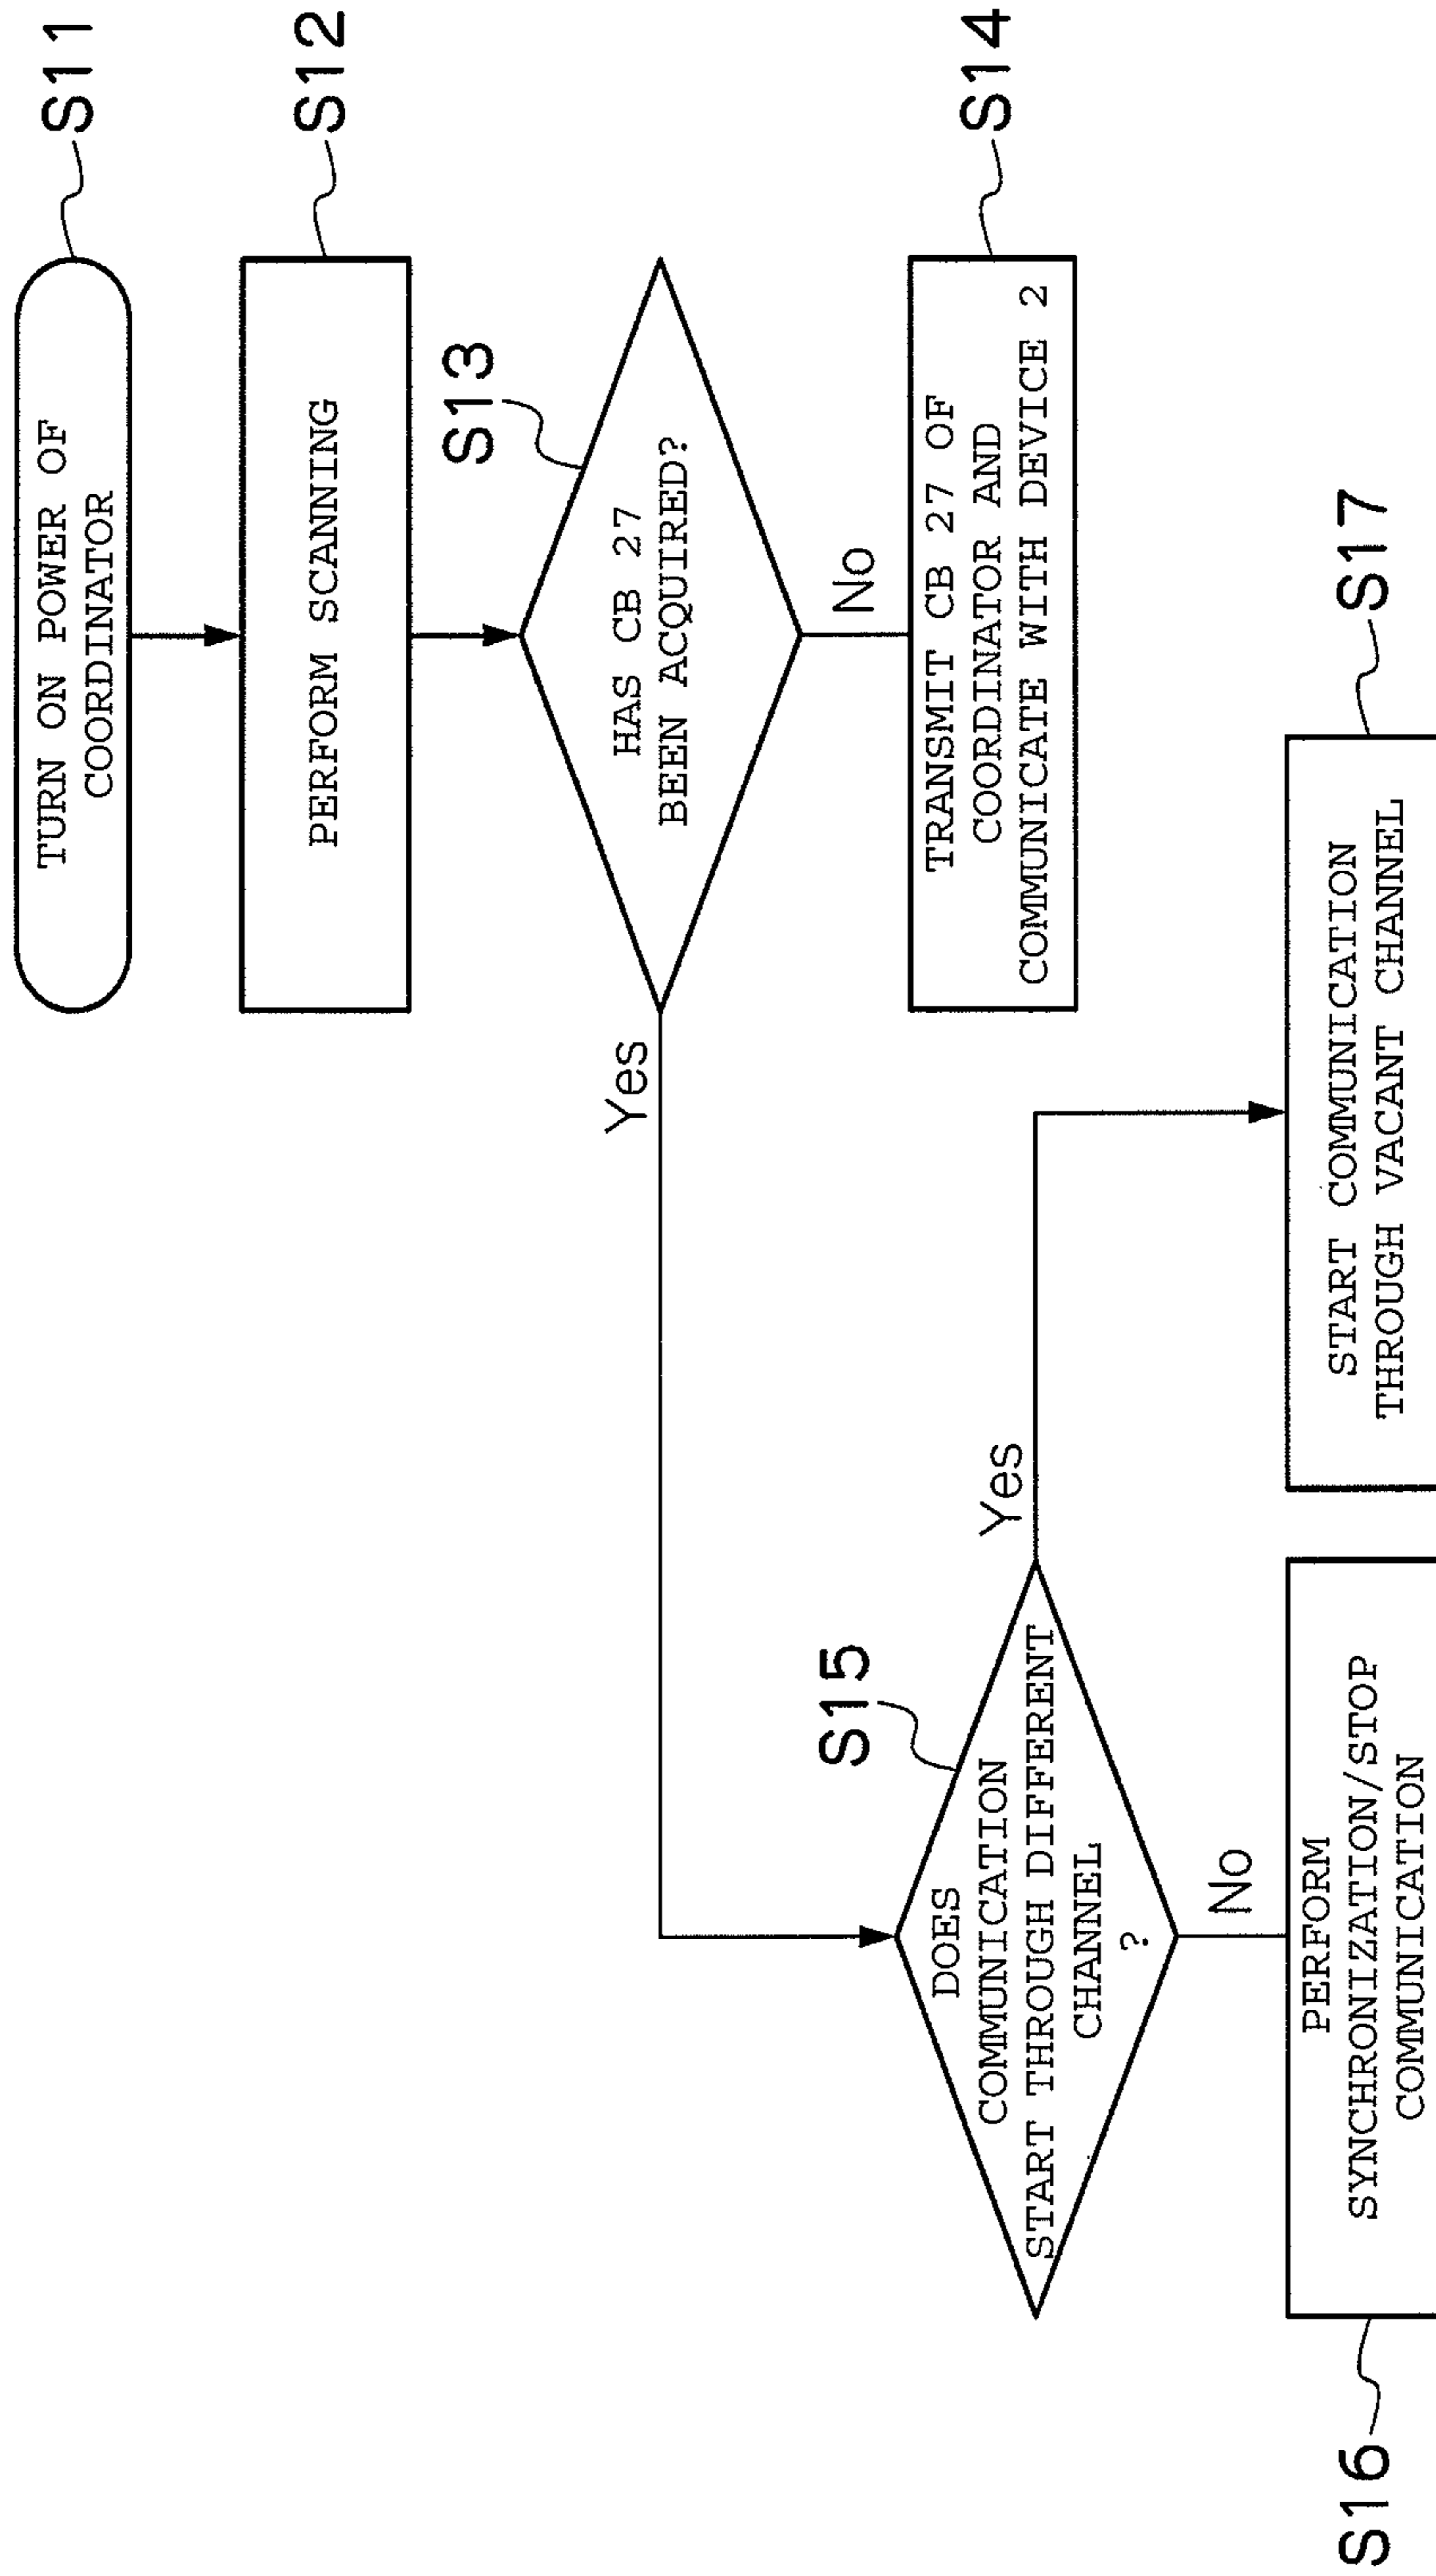 TURN ON POWER OF
COORDINATOR
S11
PERFORM SCANNING
S12
S13
HAS CB 27
BEEN ACQUIRED?
Yes
No
TRANSMIT CB 27 OF
COORDINATOR AND
COMMUNICATE WITH DEVICE 2
S14
S15
DOES
COMMUNICATION
START THROUGH DIFFERENT
CHANNEL
?
Yes
No
S16
PERFORM
SYNCHRONIZATION/STOP
COMMUNICATION
START COMMUNICATION
THROUGH VACANT CHANNEL
S17